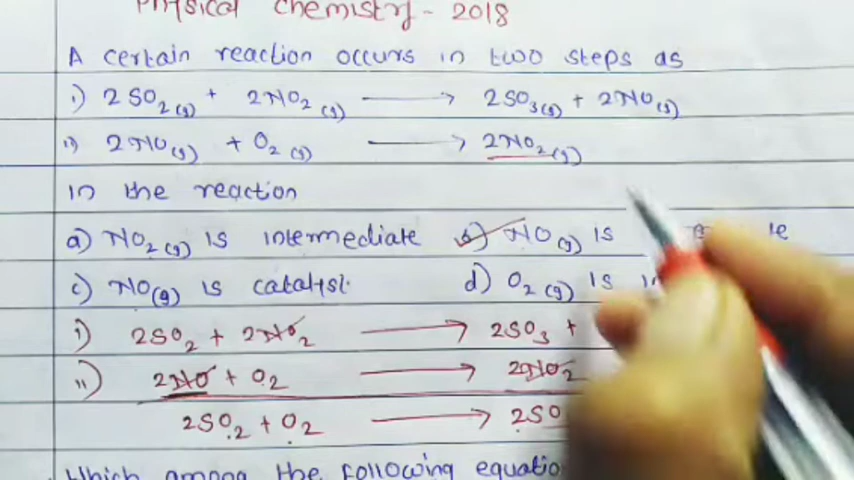 Physical Chemistry - 2018
A certain reaction occurs in two steps as
i) 2SO₂(g) + 2NO₂(g) ⟶ 2SO₃(g) + 2NO(g)
ii) 2NO(g) + O₂(g) ⟶ 2NO₂(g)
In the reaction
a) NO₂(g) is intermediate b) NO(g) is
c) NO(g) is catalyst. d) O₂(g) is
i) 2SO₂ + 2NO₂ ⟶ 2SO₃ +
ii) 2NO + O₂ ⟶ 2NO₂
2SO₂ + O₂ ⟶ 2SO
Which among the following equatio